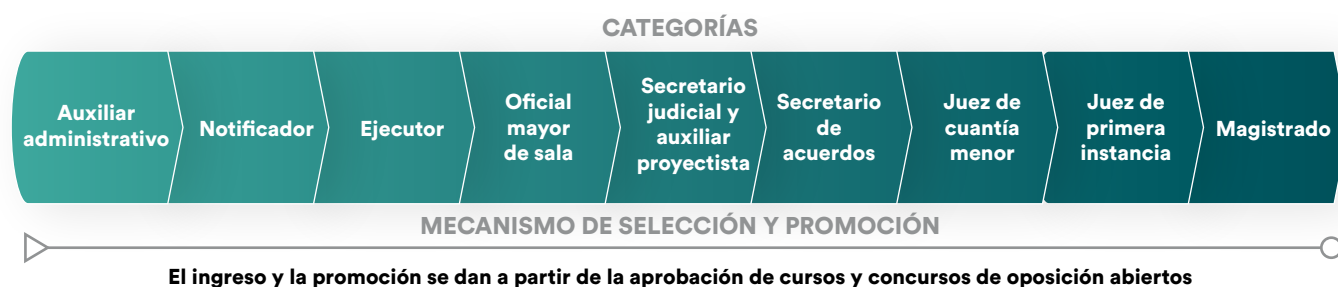 CATEGORÍAS
Auxiliar
administrativo
Notificador
Ejecutor
Oficial
mayor
de sala
Secretario
judicial y
auxiliar
proyectista
Secretario
de
acuerdos
Juez de
cuantía
menor
Juez de
primera
instancia
Magistrado
MECANISMO DE SELECCIÓN Y PROMOCIÓN
El ingreso y la promoción se dan a partir de la aprobación de cursos y concursos de oposición abiertos